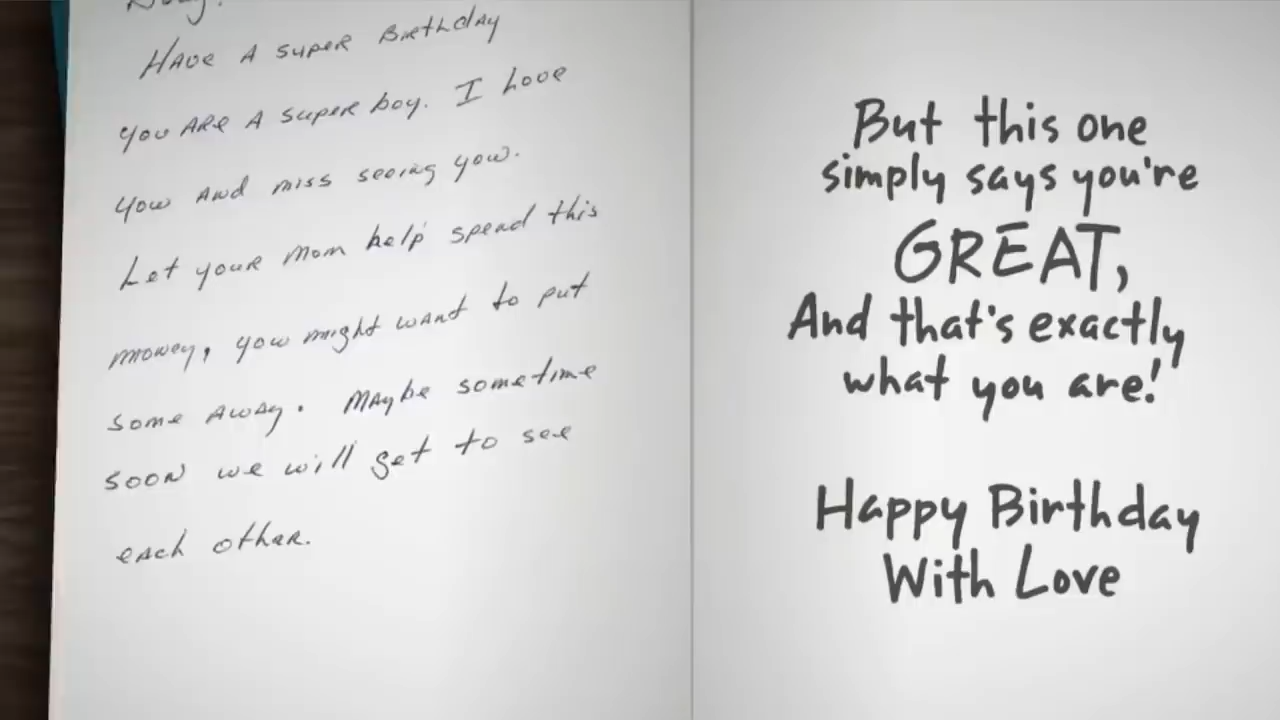 Have A super Birthday
you ARe A super boy. I love
you and miss seeing you.
Let your mom help spend this
money, you might want to put
some AwAy. MAybe sometime
soon we will get to see
each other.
But this one
simply says you're
GREAT,
And that's exactly
what you are!
Happy Birthday
With Love